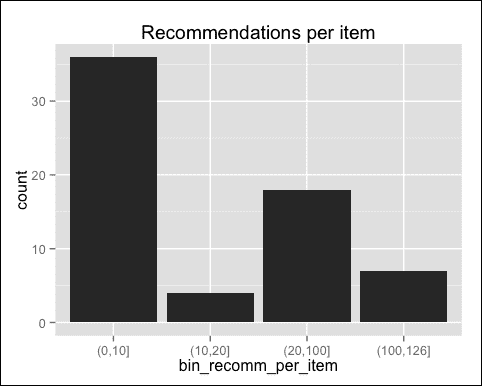 Recommendations per item
count
30
20
10
0
(0,10]
(10,20]
(20,100]
(100,126]
bin_recomm_per_item